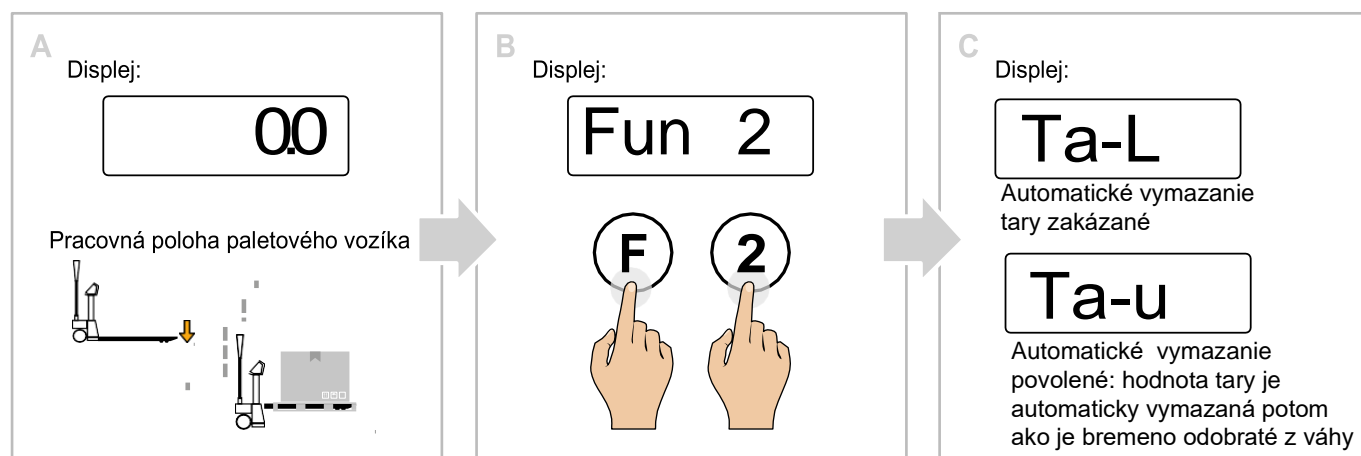 A
Displej:
0.0
Pracovná poloha paletového vozíka
B
Displej:
Fun 2
F 2
C
Displej:
Ta-L
Automatické vymazanie
tary zakázané
Ta-u
Automatické vymazanie
povolené: hodnota tary je
automaticky vymazaná potom
ako je bremeno odobraté z váhy